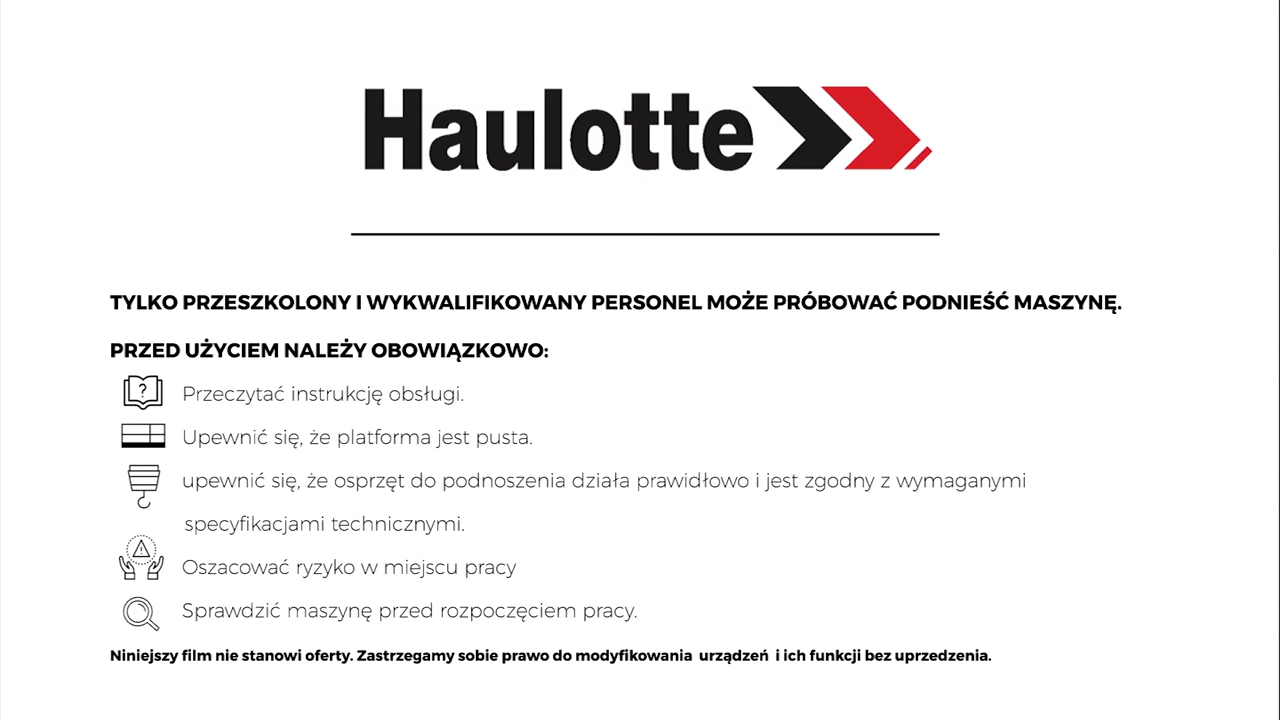 Haulotte
TYLKO PRZESZKOLONY I WYKWALIFIKOWANY PERSONEL MOŻE PRÓBOWAĆ PODNIEŚĆ MASZYNĘ.
PRZED UŻYCIEM NALEŻY OBOWIĄZKOWO:
Przeczytać instrukcję obsługi.
Upewnić się, że platforma jest pusta.
upewnić się, że osprzęt do podnoszenia działa prawidłowo i jest zgodny z wymaganymi
specyfikacjami technicznymi.
Oszacować ryzyko w miejscu pracy
Sprawdzić maszynę przed rozpoczęciem pracy.
Niniejszy film nie stanowi oferty. Zastrzegamy sobie prawo do modyfikowania urządzeń i ich funkcji bez uprzedzenia.